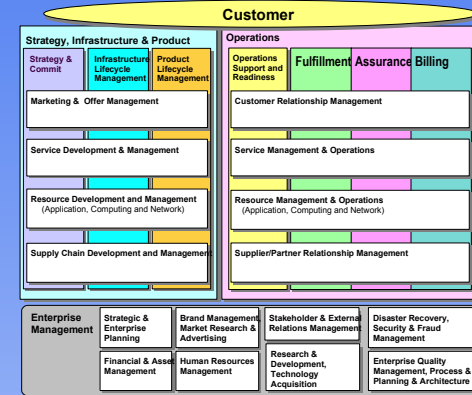 Customer
Strategy, Infrastructure & Product
Operations
Strategy &
Commit
Infrastructure
Lifecycle
Management
Product
Lifecycle
Management
Operations
Support and
Readiness
Fulfillment
Assurance
Billing
Marketing & Offer Management
Customer Relationship Management
Service Development & Management
Service Management & Operations
Resource Development and Management
(Application, Computing and Network)
Resource Management & Operations
(Application, Computing and Network)
Supply Chain Development and Management
Supplier/Partner Relationship Management
Enterprise
Management
Strategic &
Enterprise
Planning
Brand Management,
Market Research &
Advertising
Stakeholder & External
Relations Management
Disaster Recovery,
Security & Fraud
Management
Financial & Asset
Management
Human Resources
Management
Research &
Development,
Technology
Acquisition
Enterprise Quality
Management, Process & IT
Planning & Architecture